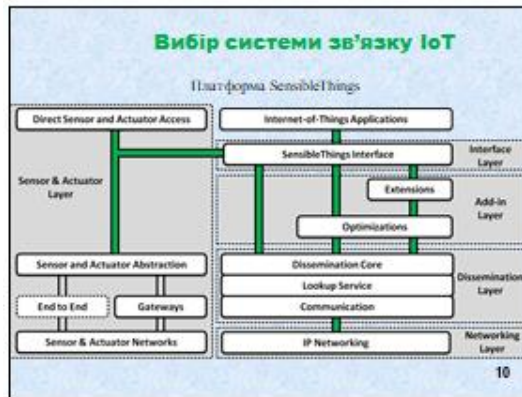 Вибір системи зв'язку IoT
Платформа SensibleThings
Direct Sensor and Actuator Access
Internet-of-Things Applications
SensibleThings Interface
Interface
Layer
Sensor & Actuator
Layer
Extensions
Add-in
Layer
Optimizations
Sensor and Actuator Abstraction
Dissemination Core
Lookup Service
Dissemination
Layer
End to End
Gateways
Communication
Sensor & Actuator Networks
IP Networking
Networking
Layer
10